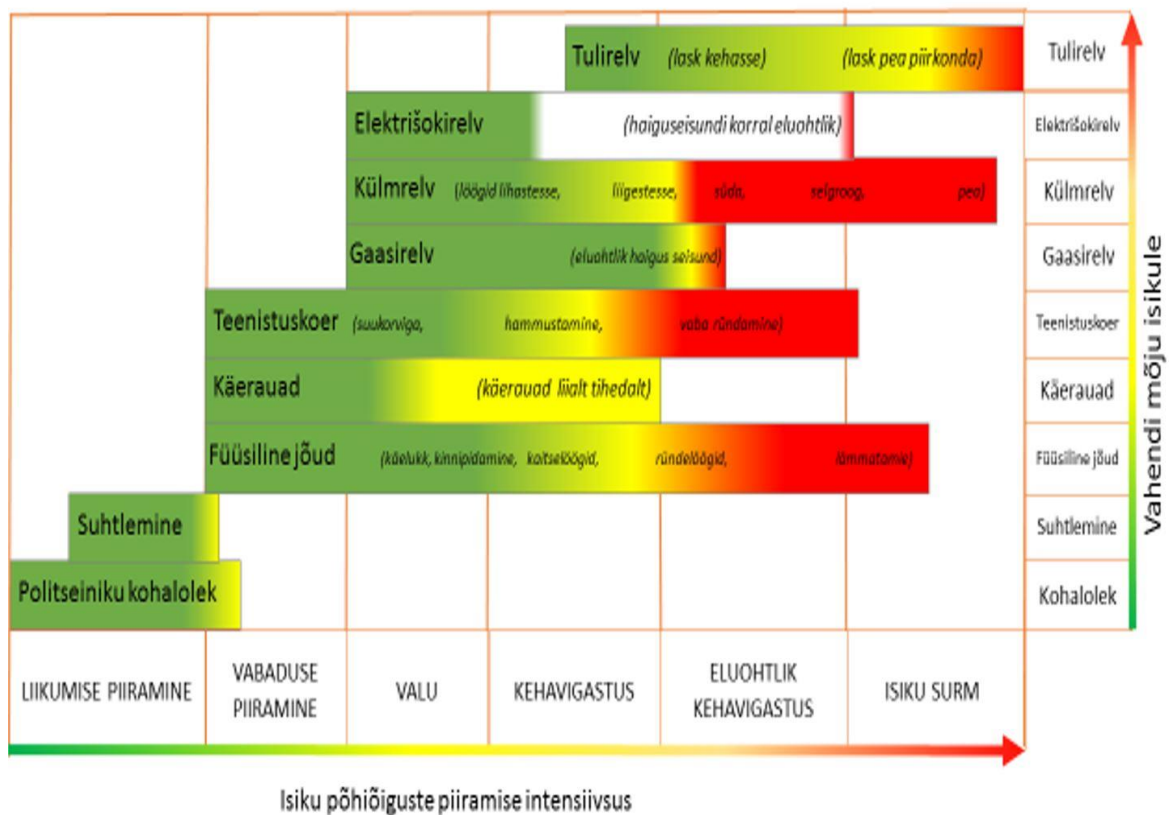 Tulirelv (lask kehasse) (lask pea piirkonda) Tulirelv
Elektrišokirelv (haiguseisundi korral eluohtlik) Elektrišokirelv
Külmrelv (löögid lihastesse, liigestesse, süda, selgroog, pea) Külmrelv
Gaasirelv (eluohtlik haigus seisund) Gaasirelv
Teenistuskoer (suukorviga, hammustamine, vaba ründamine) Teenistuskoer
Käerauad (käerauad liialt tihedalt) Käerauad
Füüsiline jõud (käelukk, kinnipidamine, kaitselöögid, ründelöögid, lämmatamie) Füüsiline jõud
Suhtlemine Suhtlemine
Politseiniku kohalolek Kohalolek
Vahendi mõju isikule
LIIKUMISE PIIRAMINE
VABADUSE
PIIRAMINE
VALU
KEHAVIGASTUS
ELUOHTLIK
KEHAVIGASTUS
ISIKU SURM
Isiku põhiõiguste piiramise intensiivsus